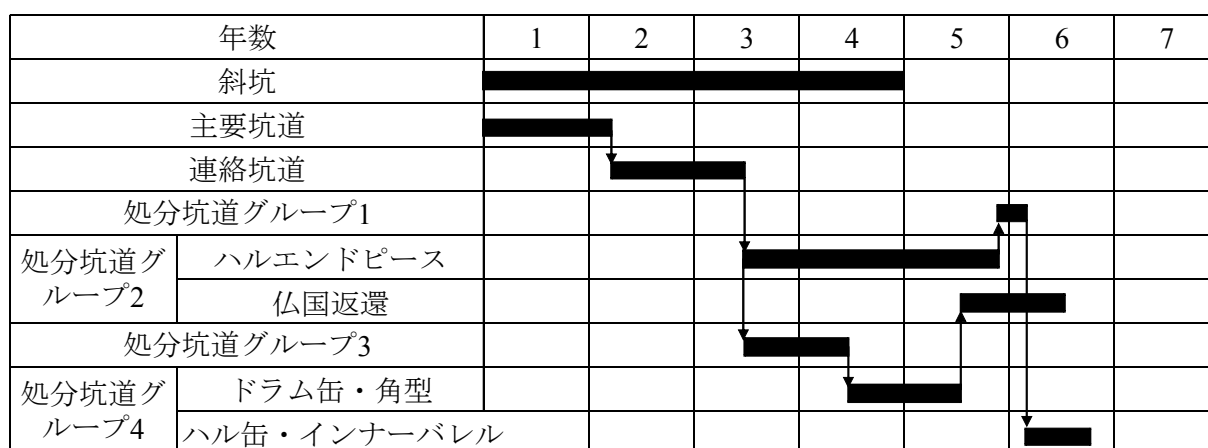 年数 1 2 3 4 5 6 7
斜坑
主要坑道
連絡坑道
処分坑道グループ1
処分坑道グ
ループ2
ハルエンドピース
仏国返還
処分坑道グループ3
処分坑道グ
ループ4
ドラム缶・角型
ハル缶・インナーバレル